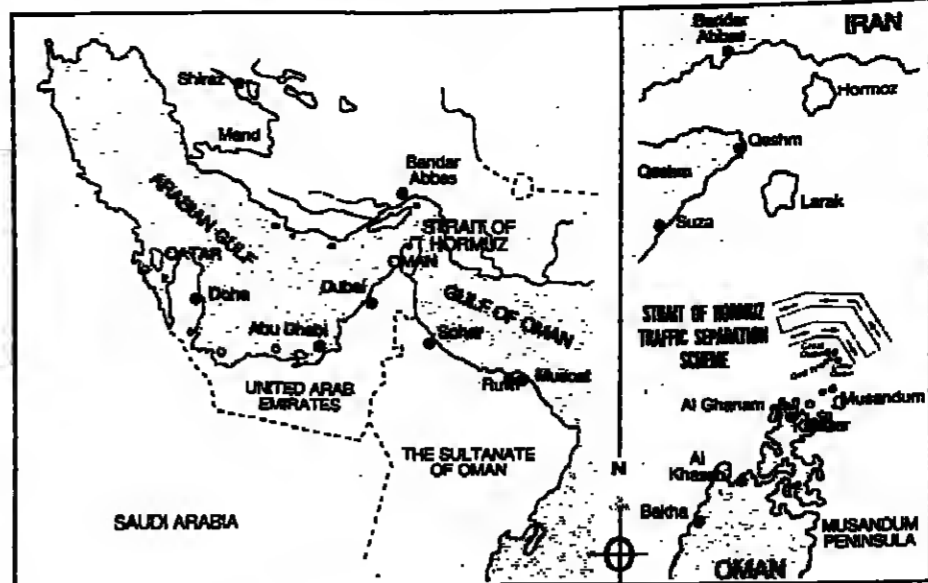 Shiraz
Mand
Bandar
Abbas
ARABIAN GULF
STRAIT OF
HORMUZ
OMAN
QATAR
Doha
Dubai
GULF OF OMAN
Abu Dhabi
Sohar
Ruwi
Muscat
UNITED ARAB
EMIRATES
THE SULTANATE
OF OMAN
SAUDI ARABIA
Bandar
Abbas
IRAN
Hormoz
Qeshm
Qeshm
Larak
Suza
STRAIT OF HORMUZ
TRAFFIC SEPARATION
SCHEME
Al Ghanam
Musandum
Al
Khasab
N
Bakha
MUSANDUM
PENINSULA
OMAN